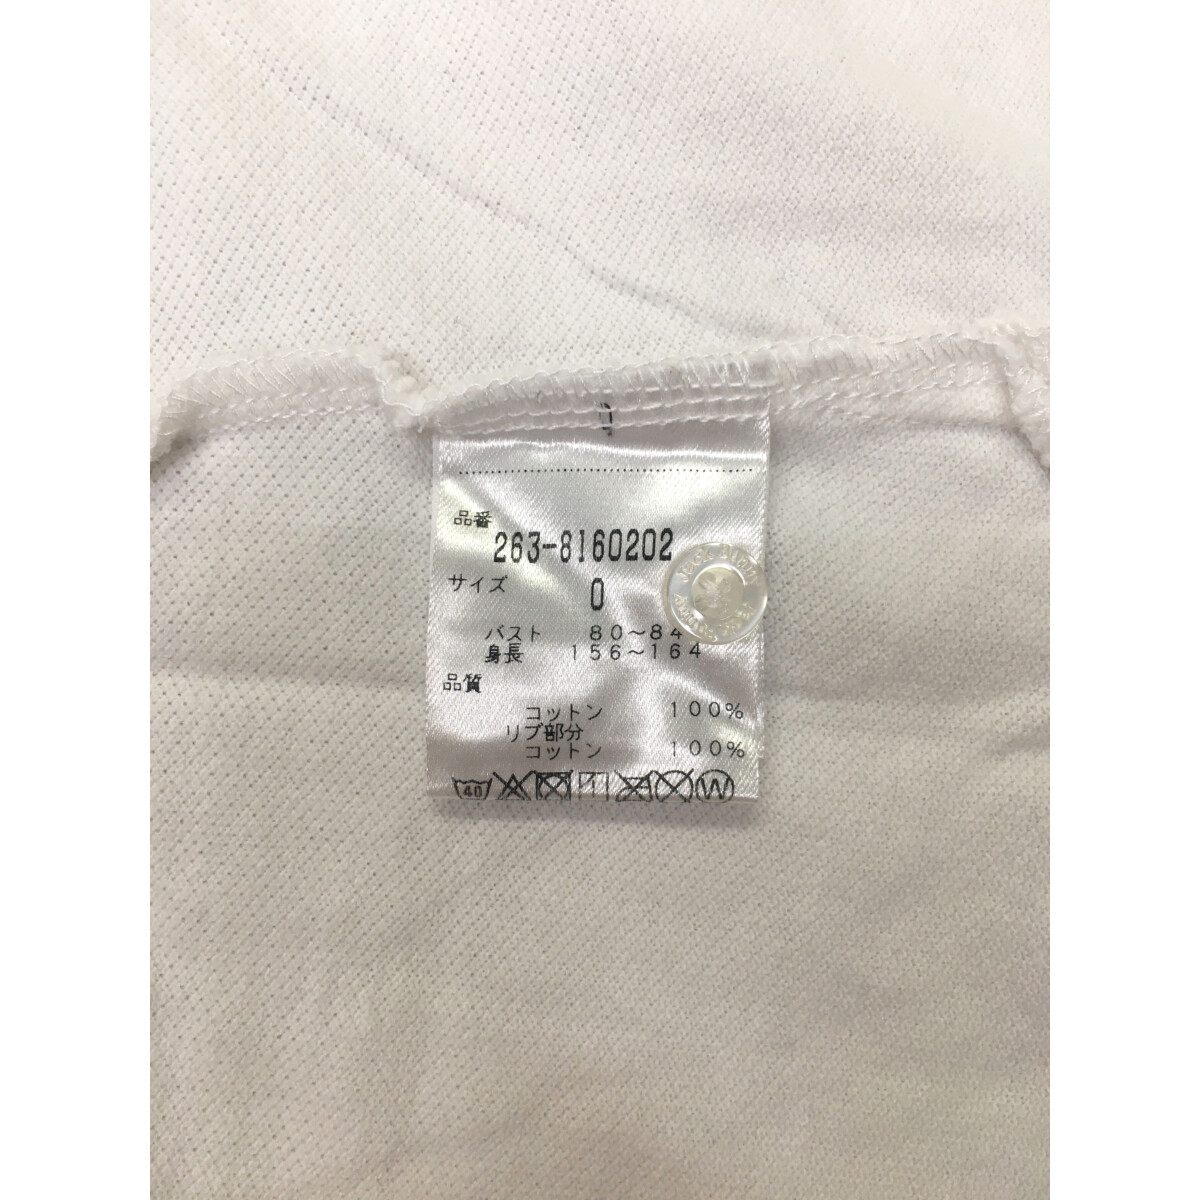 品番
263-8160202
サイズ
0
バスト 80~84
身長 156~164
品質
コットン 100%
リブ部分
コットン 100%
40
W